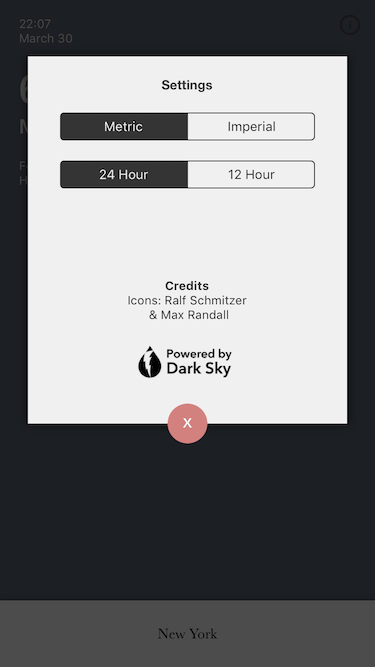 22:07
March 30
Settings
Metric
Imperial
24 Hour
12 Hour
Credits
Icons: Ralf Schmitzer
& Max Randall
Powered by
Dark Sky
X
New York